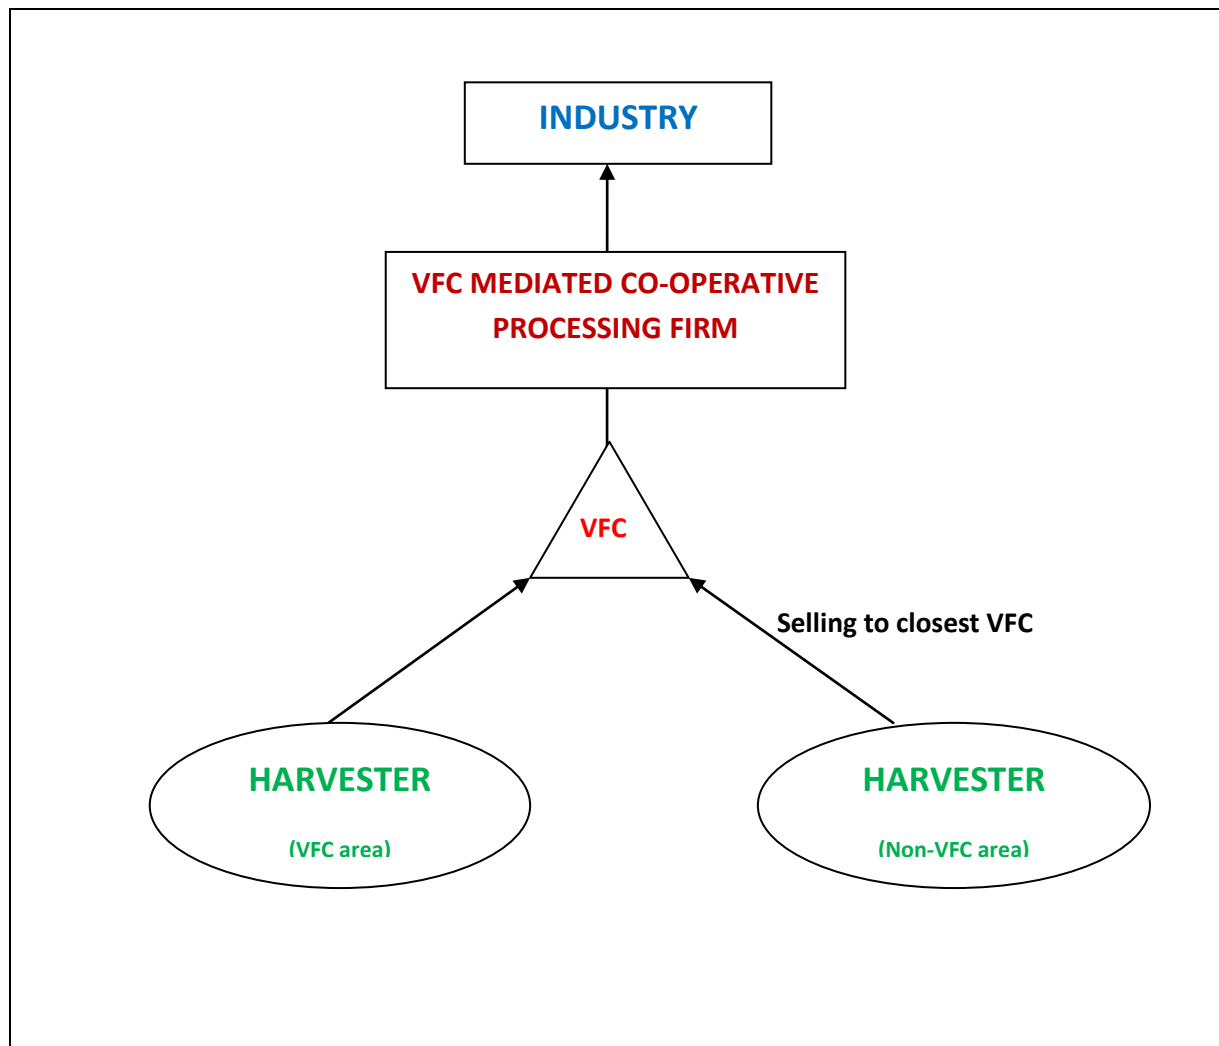 INDUSTRY
VFC MEDIATED CO-OPERATIVE
PROCESSING FIRM
VFC
Selling to closest VFC
HARVESTER
(VFC area)
HARVESTER
(Non-VFC area)